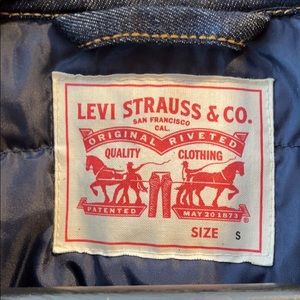 LEVI STRAUSS & CO.
SAN FRANCISCO
CAL.
ORIGINAL RIVETED
QUALITY CLOTHING
PATENTED MAY 20 1873
SIZE S